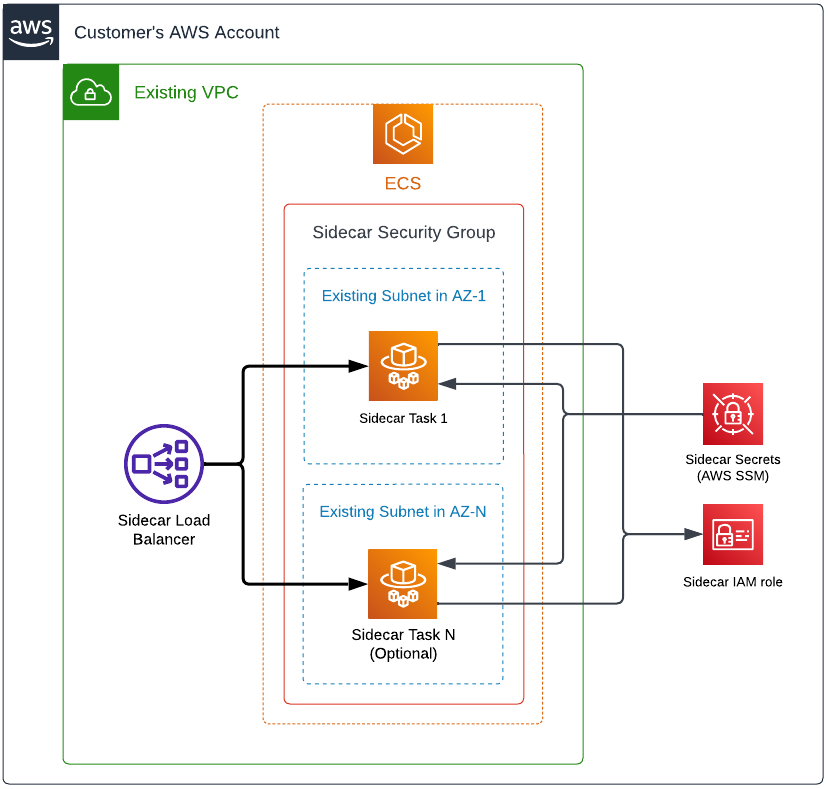 aws
Customer's AWS Account
Existing VPC
ECS
Sidecar Security Group
Existing Subnet in AZ-1
Sidecar Task 1
Sidecar Secrets
(AWS SSM)
Sidecar Load
Balancer
Existing Subnet in AZ-N
Sidecar IAM role
Sidecar Task N
(Optional)